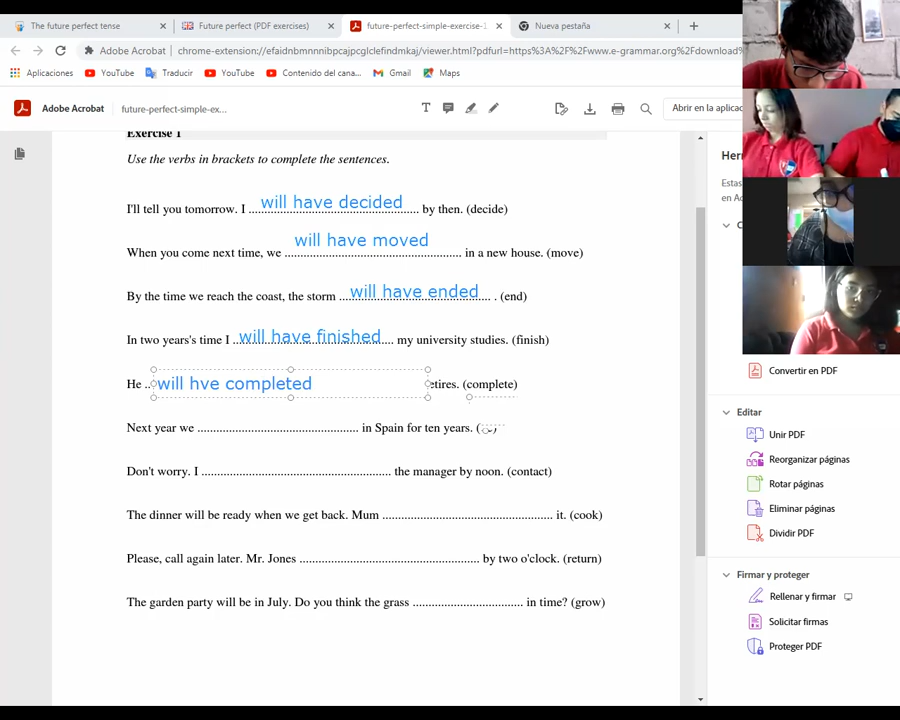 The future perfect tense
Future perfect (PDF exercises)
future-perfect-simple-exercise-1
Nueva pestaña
Adobe Acrobat | chrome-extension://efaidnbmnnnibpcajpcglclefindmkaj/viewer.html?pdfurl=https%3A%2F%2Fwww.e-grammar.org%2Fdownload%
Aplicaciones YouTube Traducir YouTube Contenido del cana... Gmail Maps
Adobe Acrobat future-perfect-simple-ex... Abrir en la aplicac
Exercise 1
Use the verbs in brackets to complete the sentences.
I'll tell you tomorrow. I will have decided by then. (decide)
When you come next time, we will have moved in a new house. (move)
By the time we reach the coast, the storm will have ended . (end)
In two years's time I will have finished my university studies. (finish)
He will hve completed etires. (complete)
Next year we .................................................... in Spain for ten years. (
Don't worry. I ............................................................ the manager by noon. (contact)
The dinner will be ready when we get back. Mum ...................................................... it. (cook)
Please, call again later. Mr. Jones ......................................................... by two o'clock. (return)
The garden party will be in July. Do you think the grass ................................... in time? (grow)
Her
Estas
en Ad
Convertir en PDF
Editar
Unir PDF
Reorganizar páginas
Rotar páginas
Eliminar páginas
Dividir PDF
Firmar y proteger
Rellenar y firmar
Solicitar firmas
Proteger PDF